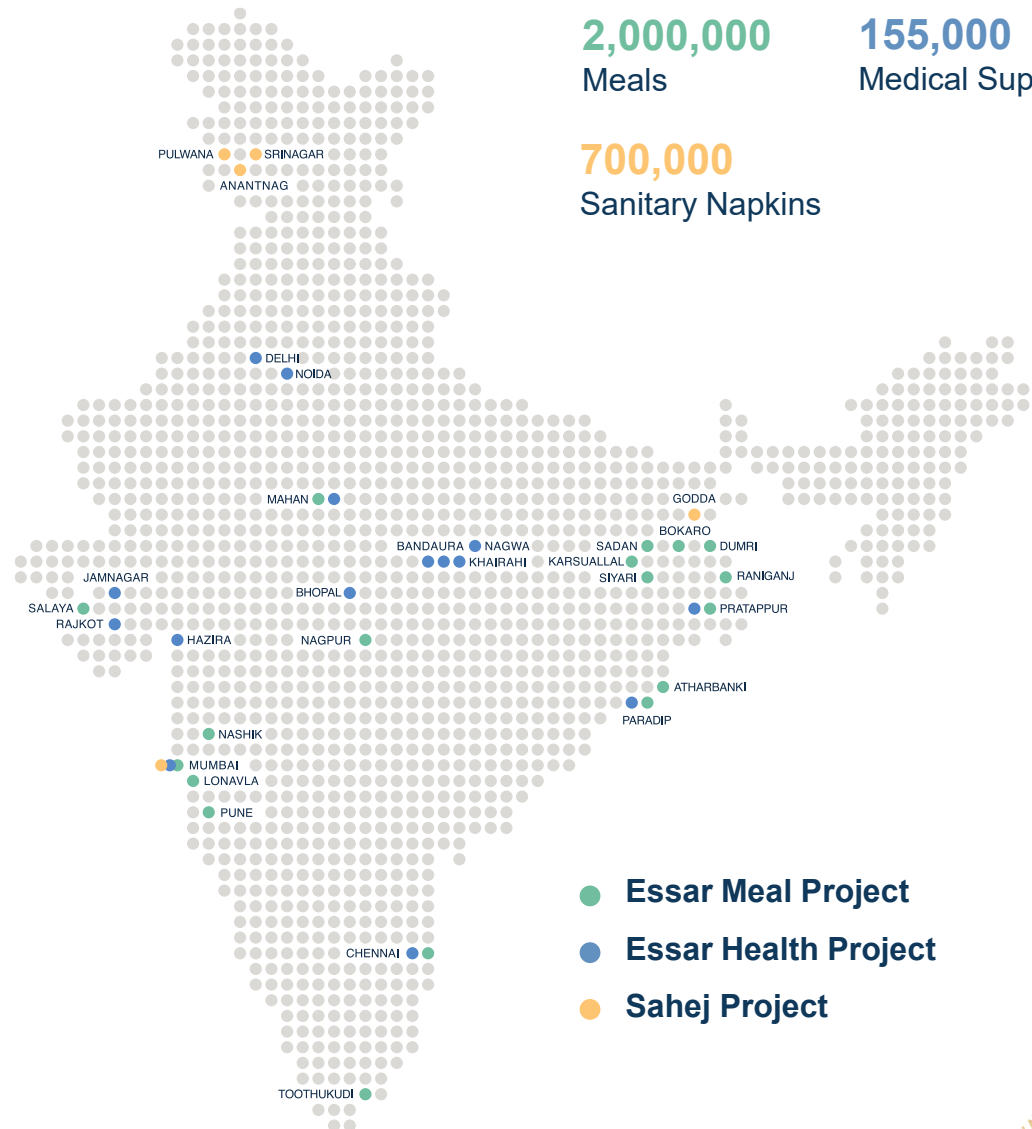 2,000,000
Meals
155,000
Medical Sup
700,000
Sanitary Napkins
PULWANA
SRINAGAR
ANANTNAG
DELHI
NOIDA
MAHAN
GODDA
BOKARO
BANDAURA
NAGWA
SADAN
DUMRI
KHAIRAHI
KARSUALLAL
JAMNAGAR
SIYARI
RANIGANJ
BHOPAL
SALAYA
PRATAPPUR
RAJKOT
HAZIRA
NAGPUR
ATHARBANKI
PARADIP
NASHIK
MUMBAI
LONAVLA
PUNE
CHENNAI
TOOTHUKUDI
Essar Meal Project
Essar Health Project
Sahej Project